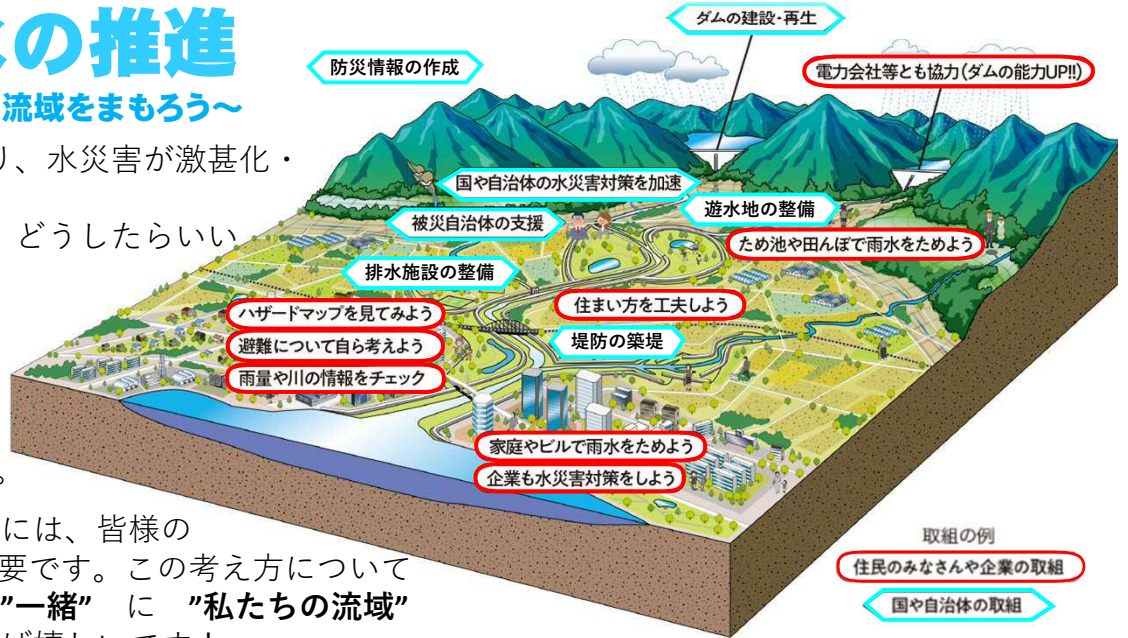 の推進
流域をまもろう～
り、水災害が激甚化・
どうしたらいい
。
には、皆様の
要です。この考え方について
”一緒” に ”私たちの流域”
ダムの建設・再生
防災情報の作成
電力会社等とも協力(ダムの能力UP!!)
国や自治体の水災害対策を加速
遊水地の整備
被災自治体の支援
ため池や田んぼで雨水をためよう
排水施設の整備
ハザードマップを見てみよう
住まい方を工夫しよう
避難について自ら考えよう
堤防の築堤
雨量や川の情報をチェック
家庭やビルで雨水をためよう
企業も水災害対策をしよう
取組の例
住民のみなさんや企業の取組
国や自治体の取組